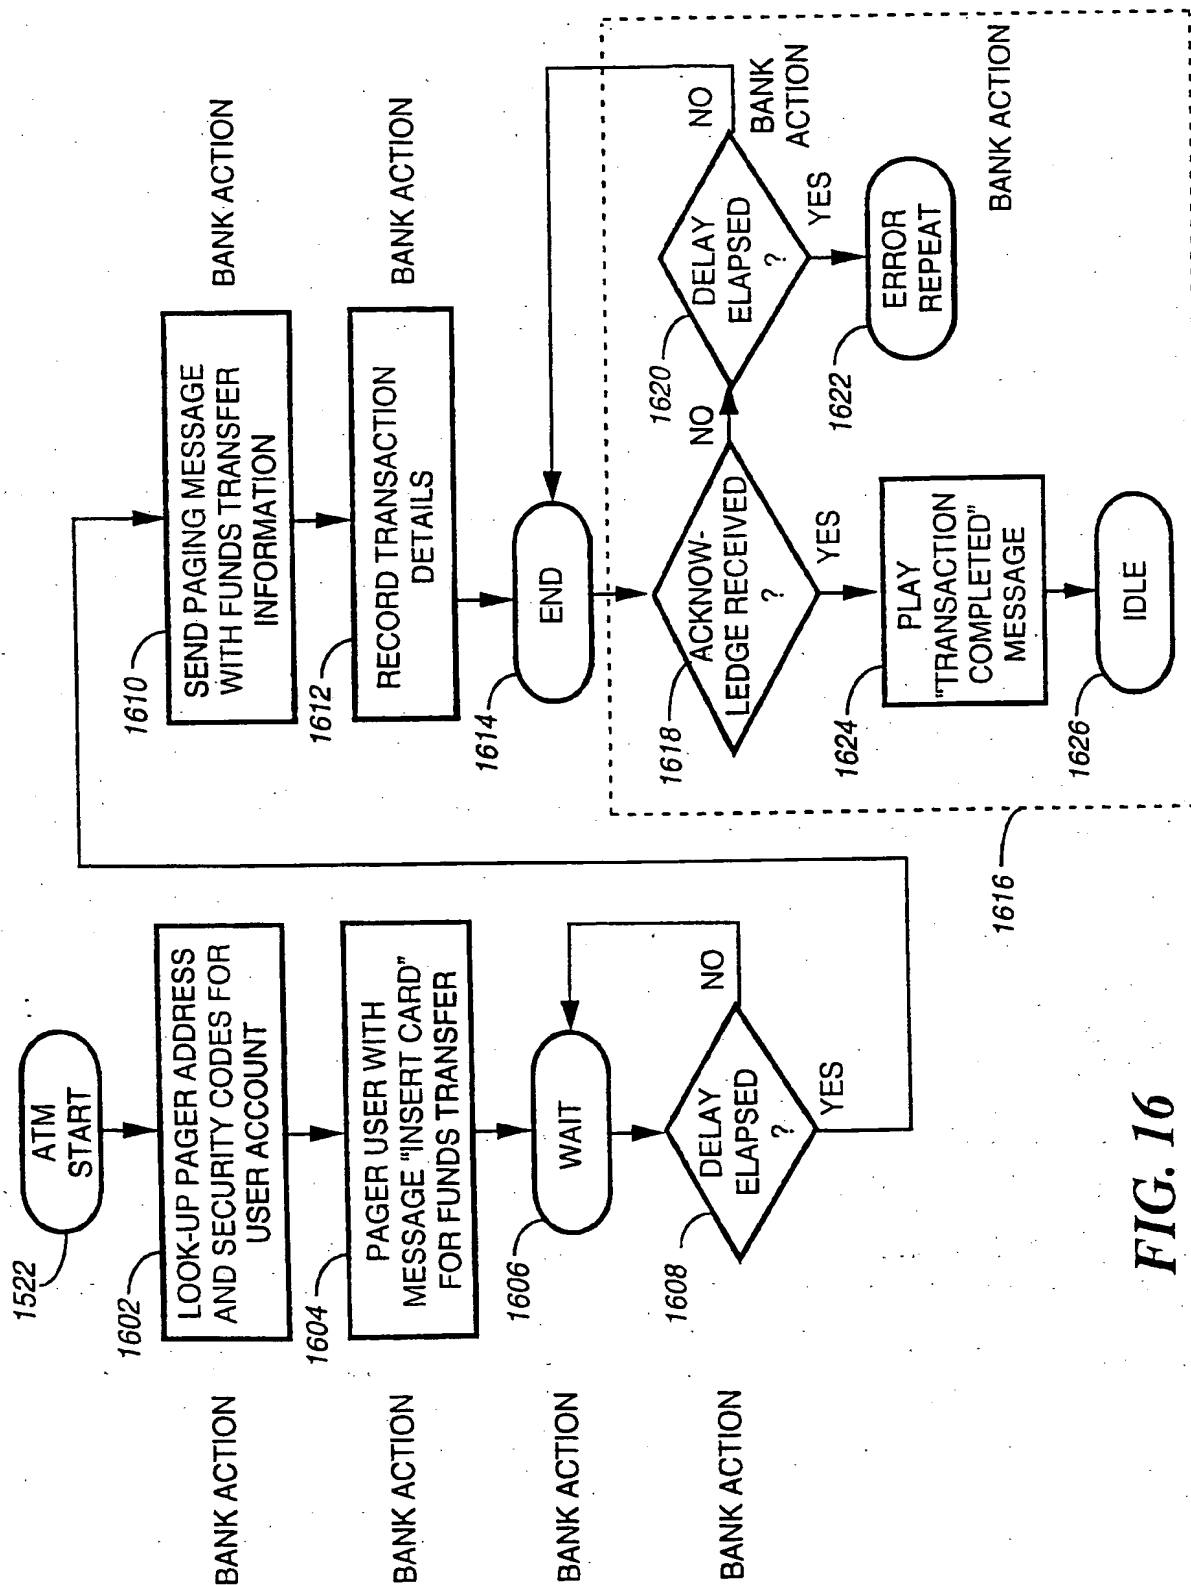 1522
ATM
START
BANK ACTION
1602
LOOK-UP PAGER ADDRESS
AND SECURITY CODES FOR
USER ACCOUNT
BANK ACTION
1604
PAGER USER WITH
MESSAGE "INSERT CARD"
FOR FUNDS TRANSFER
BANK ACTION
1606
WAIT
BANK ACTION
1608
DELAY
ELAPSED
?
NO
YES
1610
SEND PAGING MESSAGE
WITH FUNDS TRANSFER
INFORMATION
BANK ACTION
1612
RECORD TRANSACTION
DETAILS
BANK ACTION
1614
END
1618
ACKNOW-
LEDGE RECEIVED
?
NO
YES
1620
DELAY
ELAPSED
?
NO
BANK
ACTION
YES
1622
ERROR
REPEAT
1624
PLAY
"TRANSACTION
COMPLETED"
MESSAGE
BANK ACTION
1626
IDLE
1616
FIG. 16